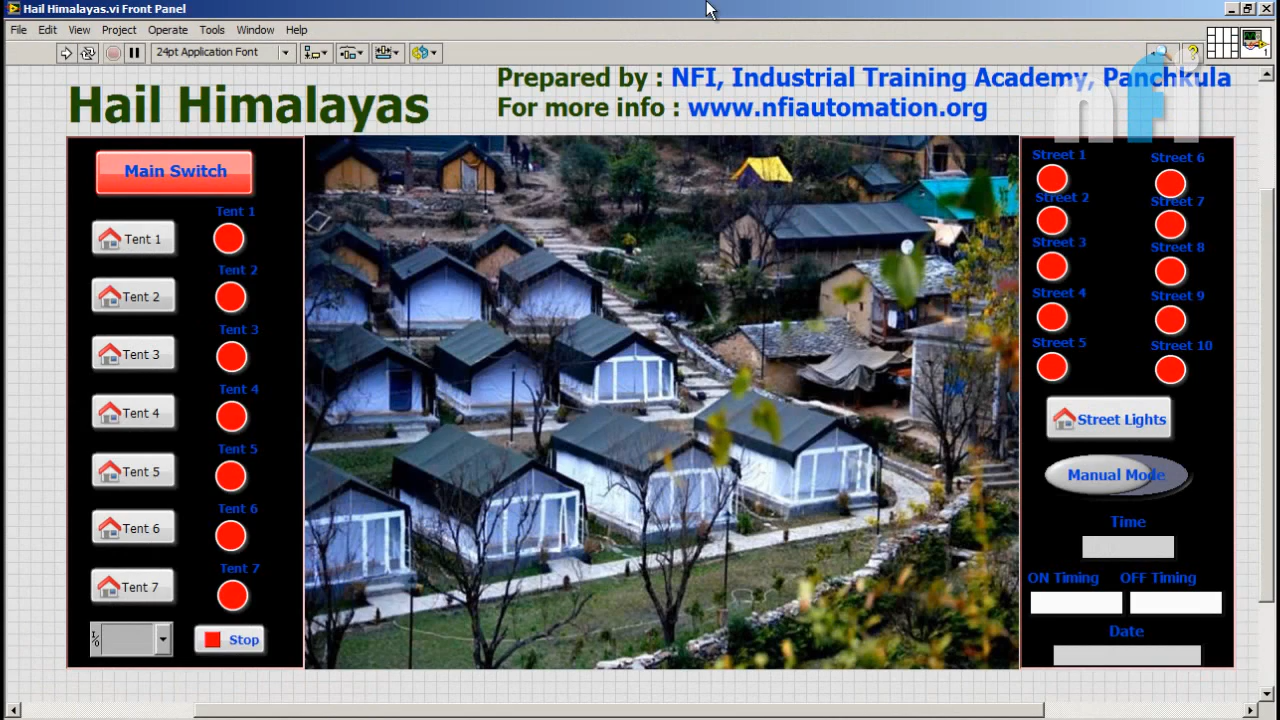 Hail Himalayas.vi Front Panel
File Edit View Project Operate Tools Window Help
24pt Application Font
1
Hail Himalayas
Prepared by : NFI, Industrial Training Academy, Panchkula
For more info : www.nfiautomation.org
nfi
Main Switch
Tent 1
Tent 1
Tent 2
Tent 2
Tent 3
Tent 3
Tent 4
Tent 4
Tent 5
Tent 5
Tent 6
Tent 6
Tent 7
Tent 7
I/0
Stop
Street 1
Street 6
Street 2
Street 7
Street 3
Street 8
Street 4
Street 9
Street 5
Street 10
Street Lights
Manual Mode
Time
ON Timing OFF Timing
Date